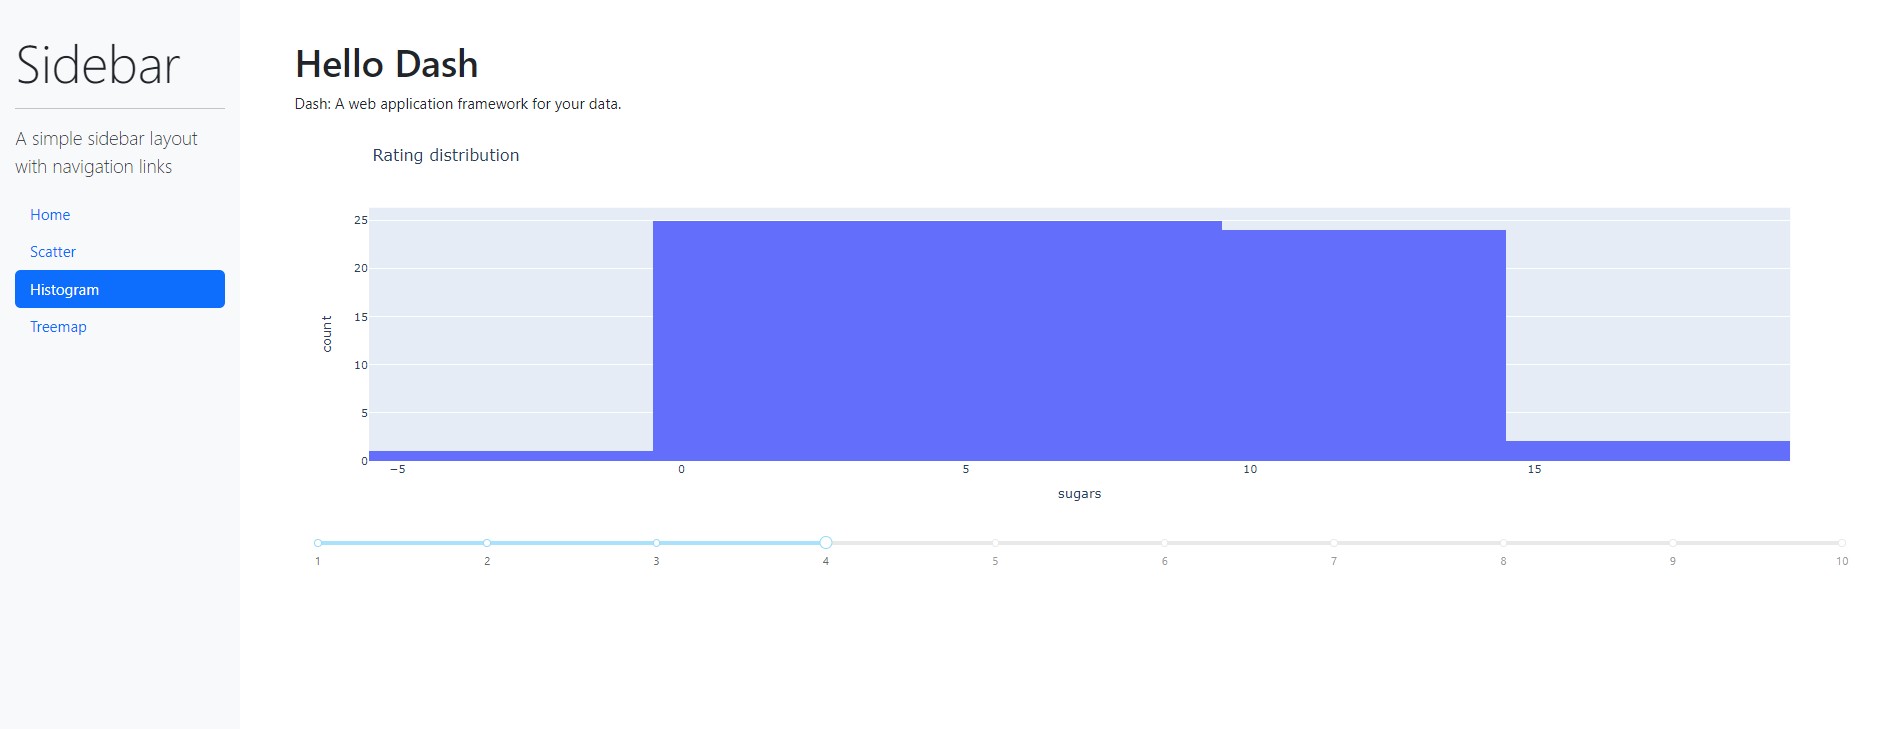 Sidebar
A simple sidebar layout
with navigation links
Home
Scatter
Histogram
Treemap
Hello Dash
Dash: A web application framework for your data.
Rating distribution
25
20
15
10
5
0
count
−5
0
5
10
15
sugars
1
2
3
4
5
6
7
8
9
10